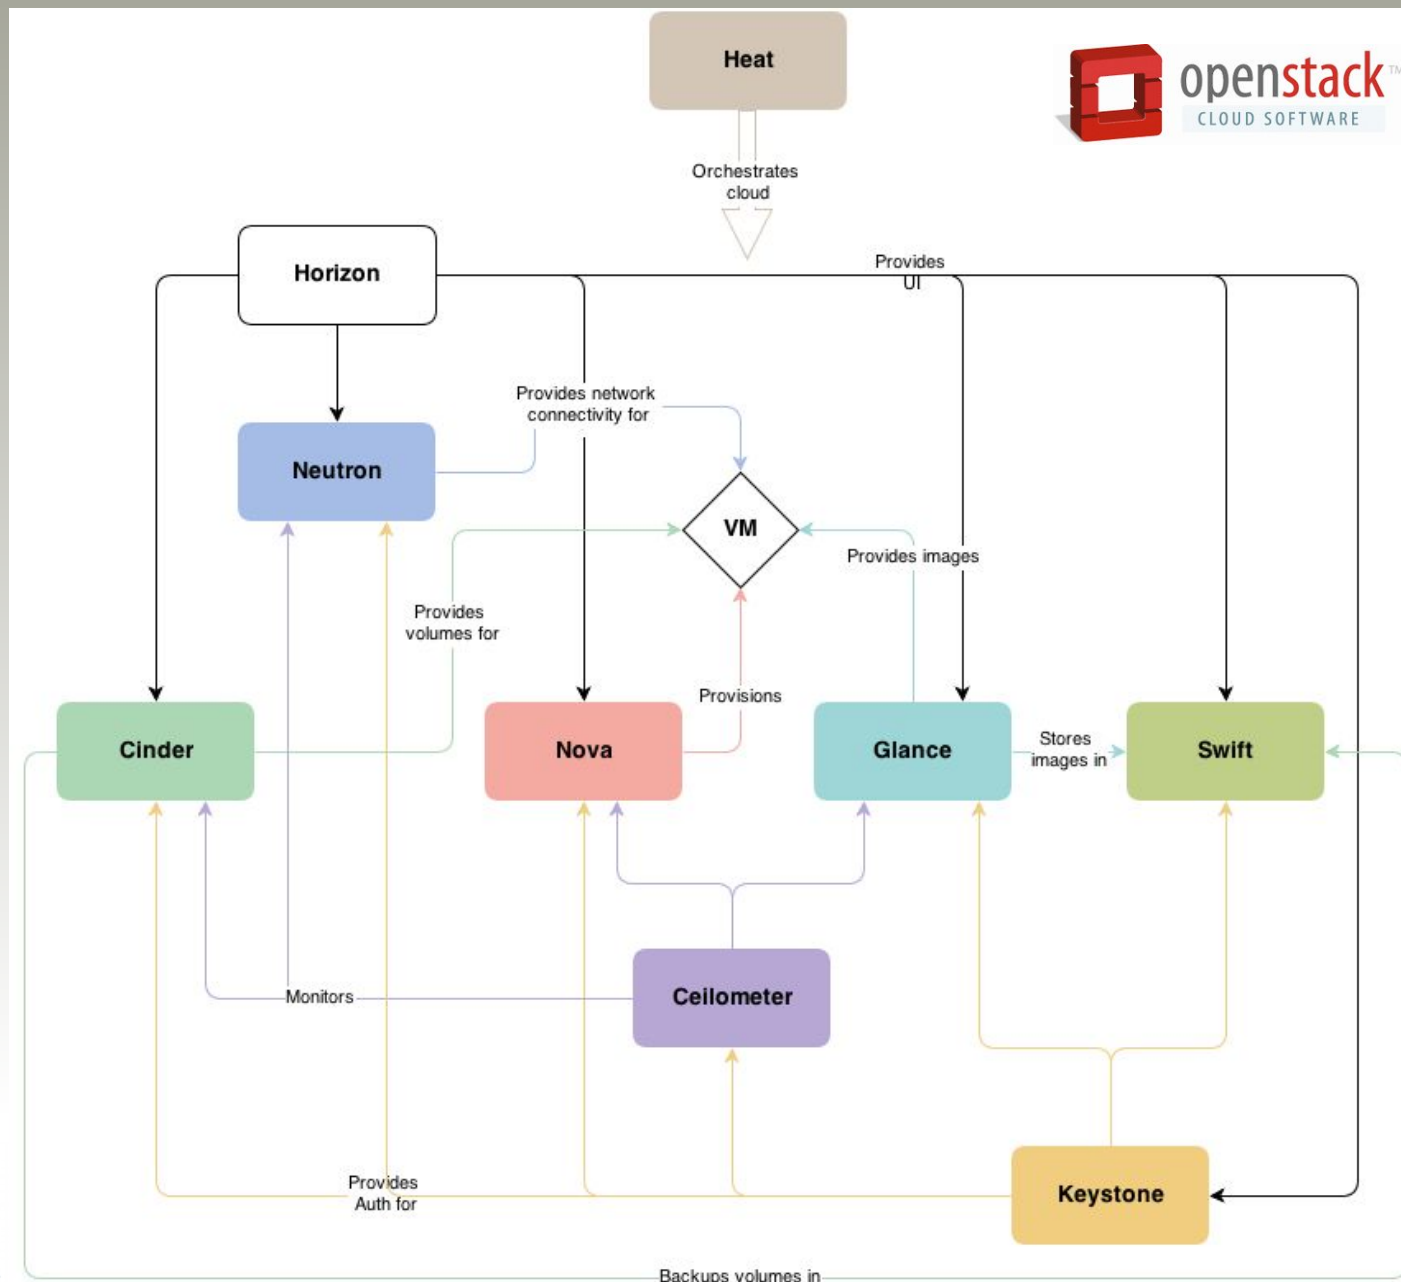 Heat
openstack
TM
CLOUD SOFTWARE
Orchestrates
cloud
Horizon
Provides
UI
Provides network
connectivity for
Neutron
VM
Provides images
Provides
volumes for
Provisions
Cinder
Nova
Glance
Stores
images in
Swift
Monitors
Ceilometer
Provides
Auth for
Keystone
Backups volumes in